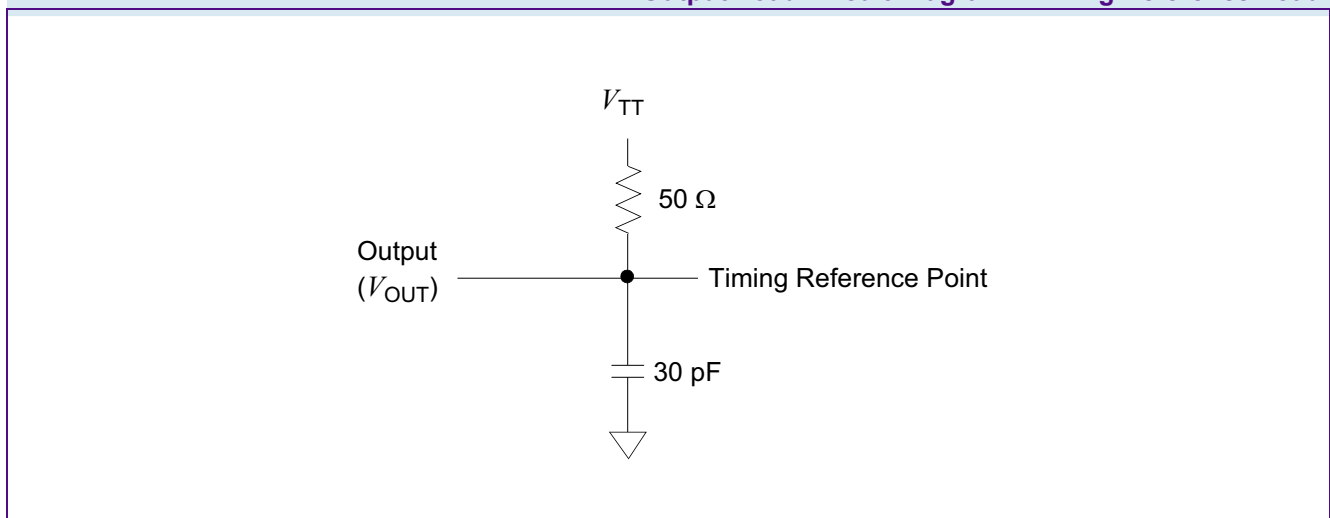 V_TT
50 Ω
Output
(V_OUT)
Timing Reference Point
30 pF